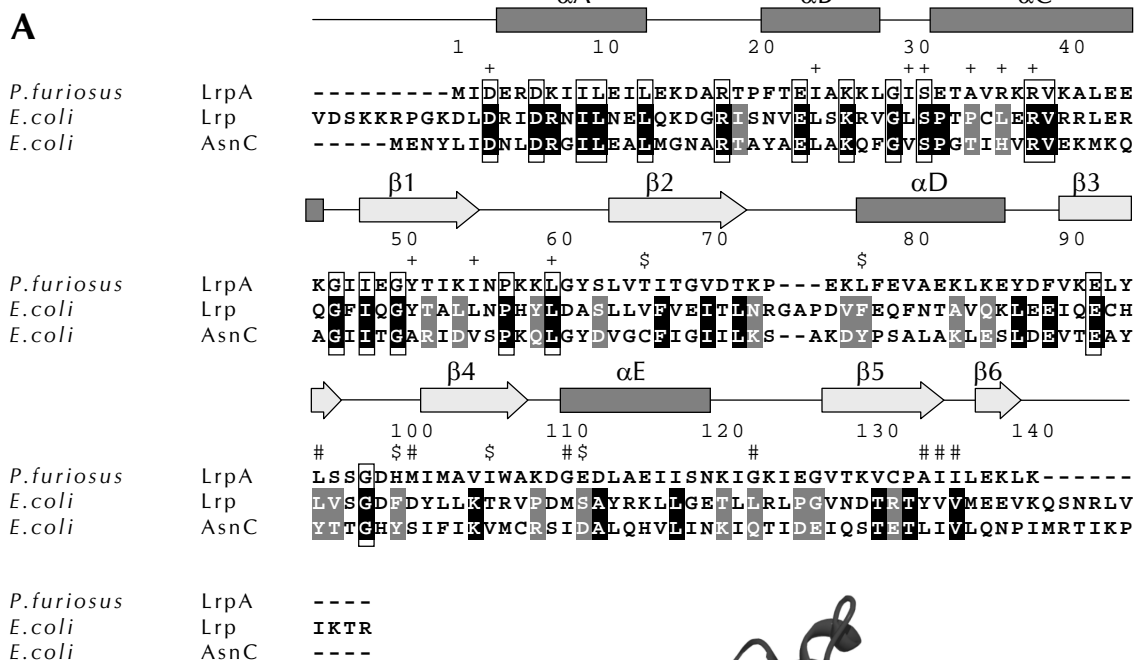 A
αA αB αC
1 10 20 30 40
+ + + + + + +
P.furiosus LrpA ---------MIDERDKIILEILEKDARTPFTEIAKKLGISETAVRKRVKALEE
E.coli Lrp VDSKKRPGKDLDRIDRNILNELQKDGRISNVELSKRVGLSPTPCLERVRRLER
E.coli AsnC -----MENYLIDNLDRGILEALMGNARTAYAELAKQFGVSPGTIHVRVEKMKQ
β1 β2 αD β3
50 60 70 80 90
+ + + $ $
P.furiosus LrpA KGIIEGYTIKINPKKLGYSLVTITGVDTKP---EKLFEVAEKLKEYDFVKELY
E.coli Lrp QGFIQGYTALLNPHYLDASLLVFVEITLNRGAPDVFEQFNTAVQKLEEIQECH
E.coli AsnC AGIITGARIDVSPKQLGYDVGCFIGIILKS--AKDYPSALAKLESLDEVTEAY
β4 αE β5 β6
100 110 120 130 140
# $# $ #$ # ###
P.furiosus LrpA LSSGDHMIMAVIWAKDGEDLAEIISNKIGKIEGVTKVCPAIILEKLK------
E.coli Lrp LVSGDFDYLLKTRVPDMSAYRKLLGETLLRLPGVNDTRTYVVMEEVKQSNRLV
E.coli AsnC YTTGHYSIFIKVMCRSIDALQHVLINKIQTIDEIQSTETLIVLQNPIMRTIKP
P.furiosus LrpA ----
E.coli Lrp IKTR
E.coli AsnC ----